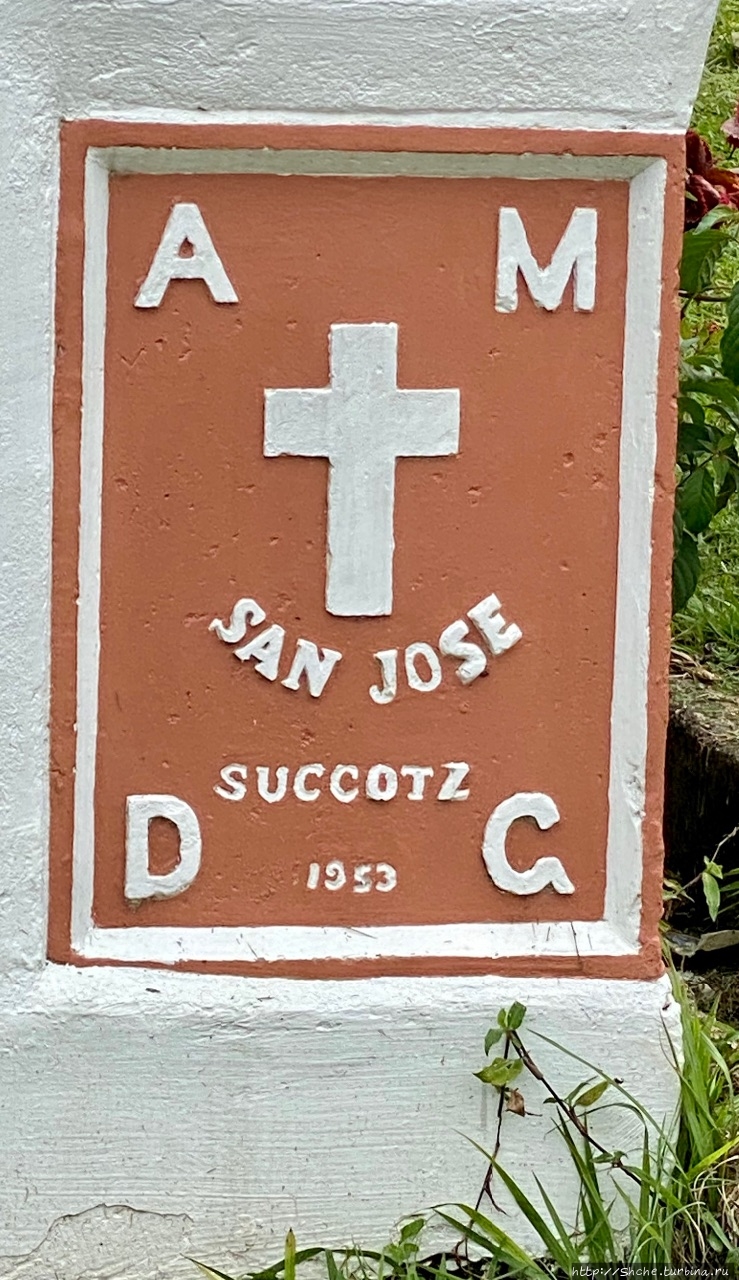 A M
SAN JOSE
SUCCOTZ
D G
1953
http://Shche.turbina.ru